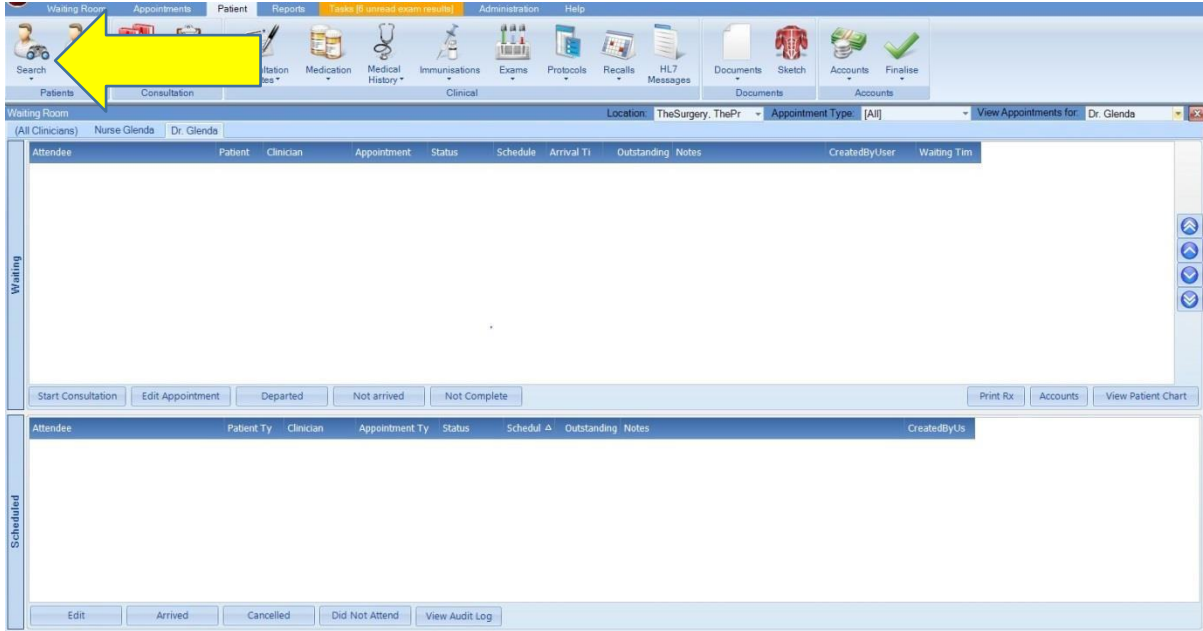 Waiting Room Appointments Patient Reports Tasks [6 unread exam results] Administration Help
Search Medication Medical History Immunisations Exams Protocols Recalls HL7 Messages Documents Sketch Accounts Finalise
Patients Consultation Clinical Documents Accounts
Waiting Room Location: TheSurgery, ThePr Appointment Type: [All] View Appointments for: Dr. Glenda
(All Clinicians) Nurse Glenda Dr. Glenda
Attendee Patient Clinician Appointment Status Schedule Arrival Ti Outstanding Notes CreatedByUser Waiting Tim
Waiting
Start Consultation Edit Appointment Departed Not arrived Not Complete Print Rx Accounts View Patient Chart
Attendee Patient Ty Clinician Appointment Ty Status Schedul Outstanding Notes CreatedByUs
Scheduled
Edit Arrived Cancelled Did Not Attend View Audit Log